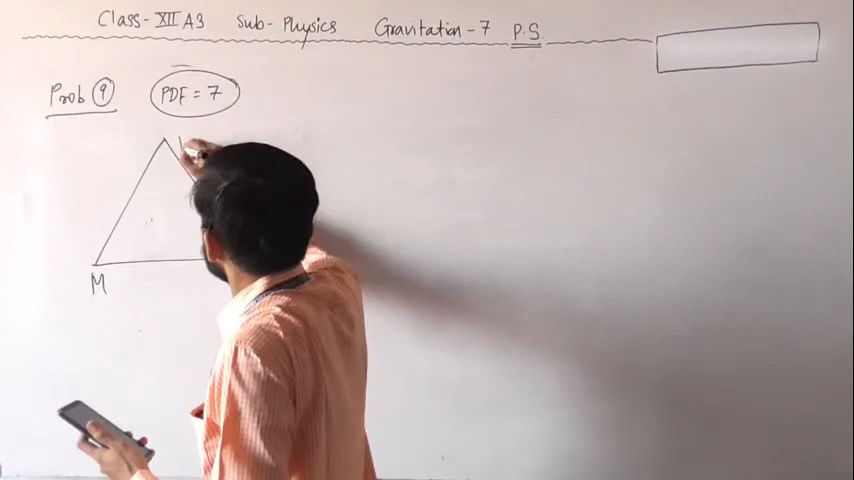 Class - XII A3 Sub - Physics Gravitation - 7 P.S
Prob 9 PDF = 7
M